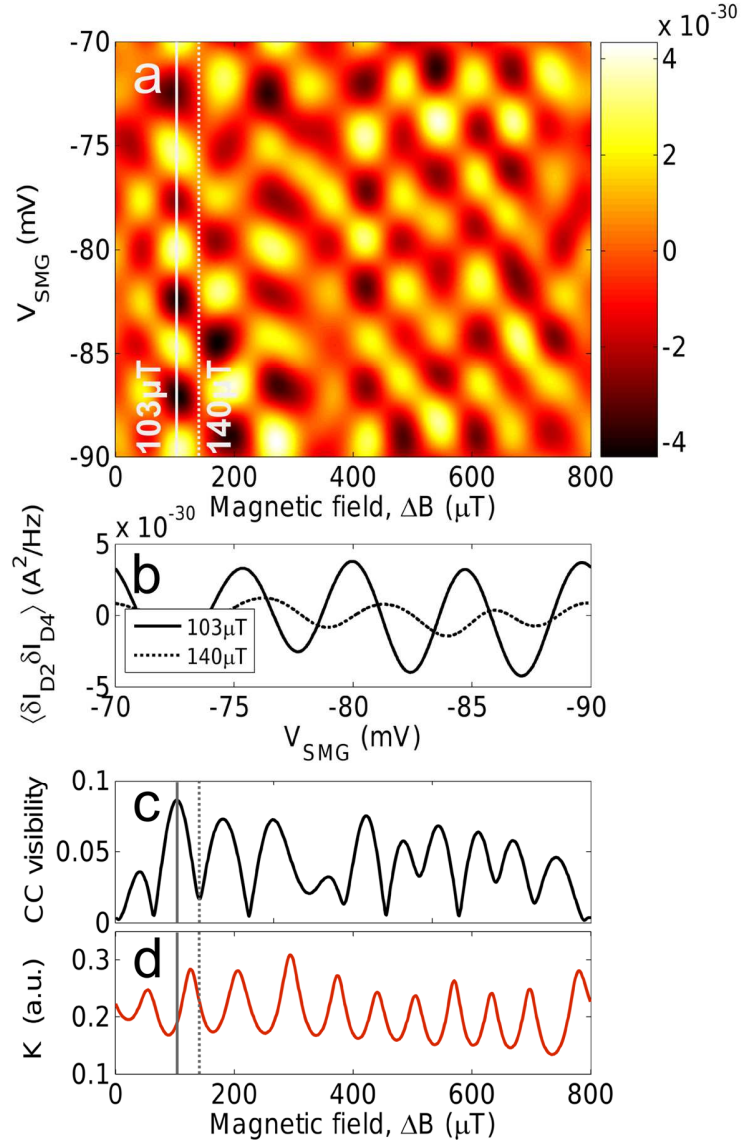 x 10^-30
-70
-75
-80
-85
-90
V_SMG (mV)
a
103μT
140μT
4
2
0
-2
-4
0 200 400 600 800
Magnetic field, ΔB (μT)
x 10^-30
5
0
-5
⟨δI_D2 δI_D4⟩ (A^2/Hz)
b
103μT
140μT
-70 -75 -80 -85 -90
V_SMG (mV)
0.1
0.05
0
CC visibility
c
0.3
0.2
0.1
K (a.u.)
d
0 200 400 600 800
Magnetic field, ΔB (μT)